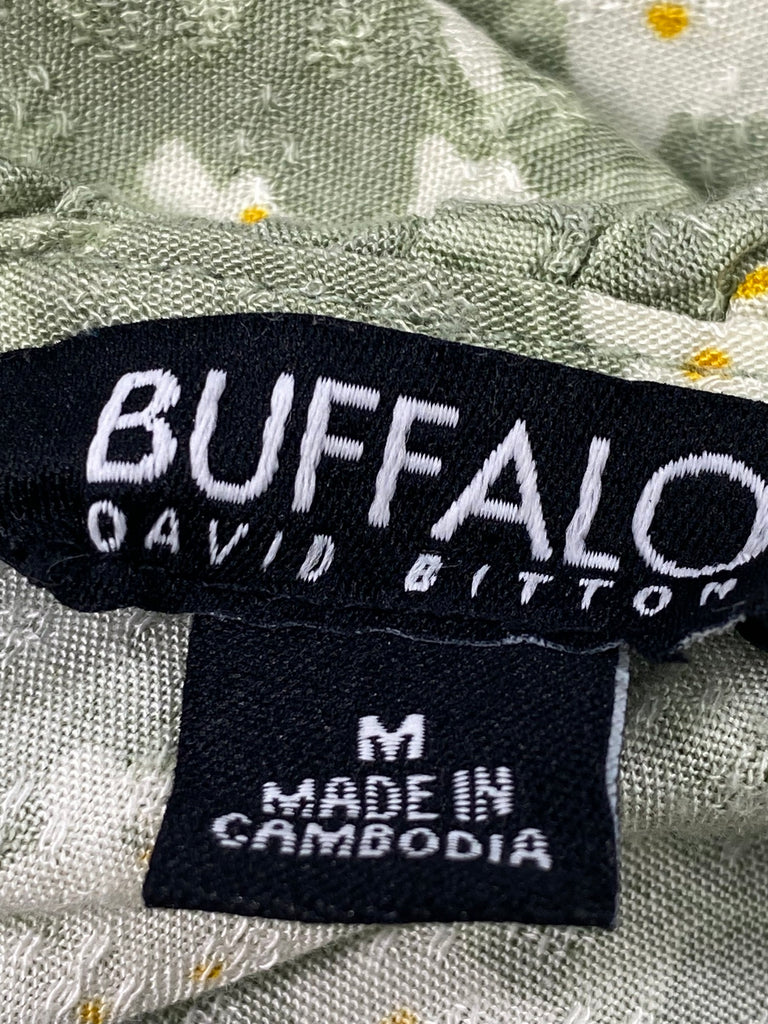 BUFFALO
DAVID BITTON
M
MADE IN
CAMBODIA